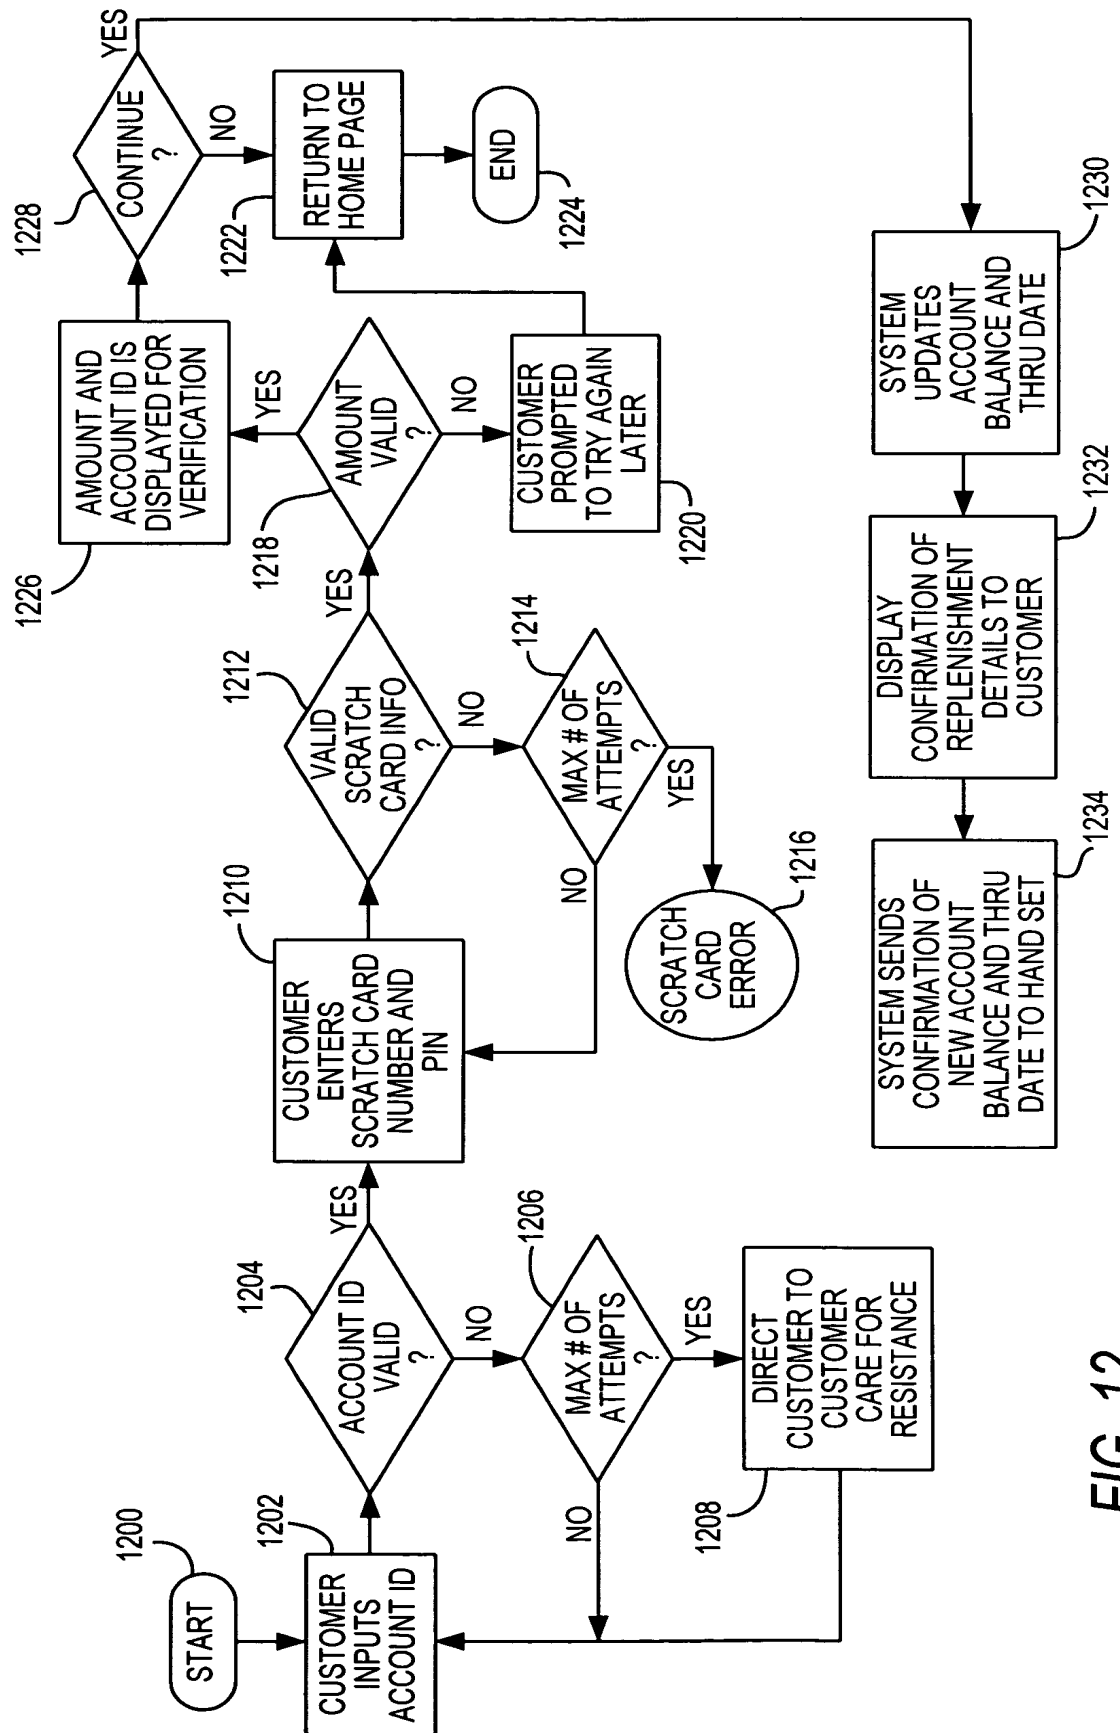 1200
START
1202
CUSTOMER
INPUTS
ACCOUNT ID
1204
ACCOUNT ID
VALID
?
YES
NO
1206
MAX # OF
ATTEMPTS
?
NO
YES
1208
DIRECT
CUSTOMER TO
CUSTOMER
CARE FOR
RESISTANCE
1210
CUSTOMER
ENTERS
SCRATCH CARD
NUMBER AND
PIN
1212
VALID
SCRATCH
CARD INFO
?
YES
NO
1214
MAX # OF
ATTEMPTS
?
NO
YES
1216
SCRATCH
CARD
ERROR
1218
AMOUNT
VALID
?
YES
NO
1220
CUSTOMER
PROMPTED
TO TRY AGAIN
LATER
1222
RETURN TO
HOME PAGE
1224
END
1226
AMOUNT AND
ACCOUNT ID IS
DISPLAYED FOR
VERIFICATION
1228
CONTINUE
?
NO
YES
1230
SYSTEM
UPDATES
ACCOUNT
BALANCE AND
THRU DATE
1232
DISPLAY
CONFIRMATION OF
REPLENISHMENT
DETAILS TO
CUSTOMER
1234
SYSTEM SENDS
CONFIRMATION OF
NEW ACCOUNT
BALANCE AND THRU
DATE TO HAND SET
FIG. 12